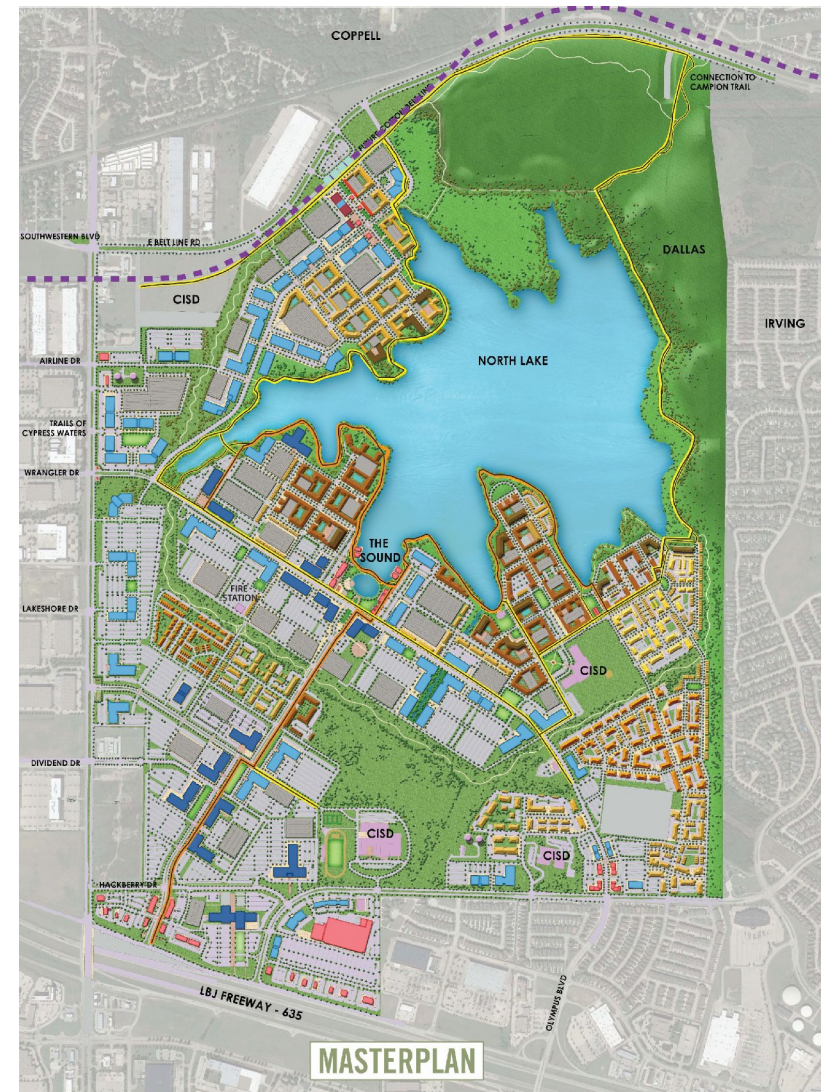 COPPELL
CONNECTION TO
CAMPION TRAIL
SOUTHWESTERN BLVD
E BELT LINE RD
DALLAS
CISD
IRVING
AIRLINE DR
NORTH LAKE
TRAILS OF
CYPRESS WATERS
WRANGLER DR
THE
SOUND
FIRE
STATION
LAKESHORE DR
CISD
DIVIDEND DR
CISD
CISD
HACKBERRY DR
LBJ FREEWAY - 635
OLYMPUS BLVD
MASTERPLAN